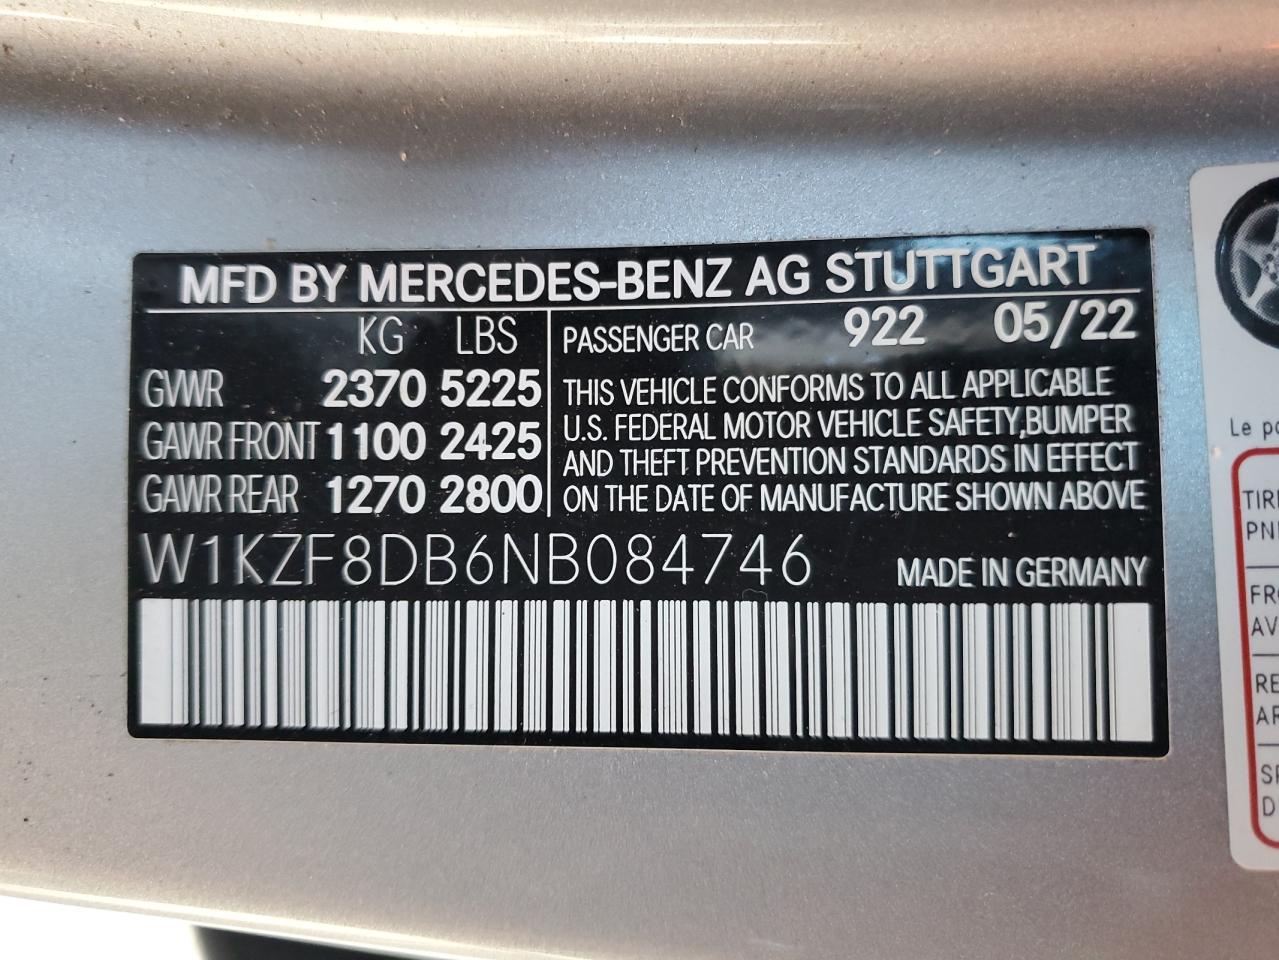 MFD BY MERCEDES-BENZ AG STUTTGART
KG LBS
GVWR 2370 5225
GAWR FRONT 1100 2425
GAWR REAR 1270 2800
PASSENGER CAR 922 05/22
THIS VEHICLE CONFORMS TO ALL APPLICABLE
U.S. FEDERAL MOTOR VEHICLE SAFETY,BUMPER
AND THEFT PREVENTION STANDARDS IN EFFECT
ON THE DATE OF MANUFACTURE SHOWN ABOVE
W1KZF8DB6NB084746
MADE IN GERMANY
Le